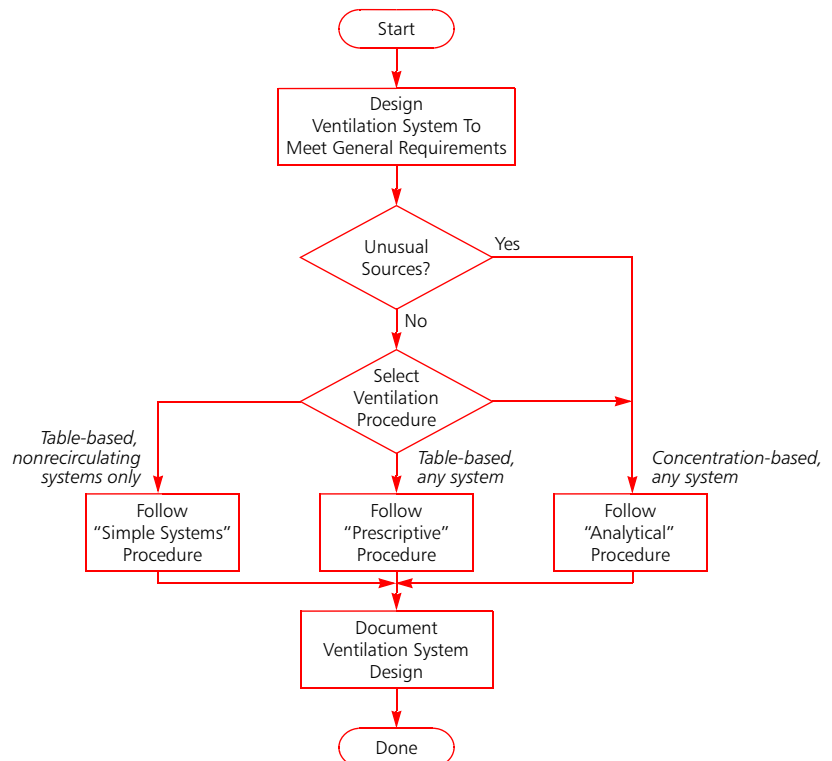 Start
Design
Ventilation System To
Meet General Requirements
Unusual
Sources?
Yes
No
Select
Ventilation
Procedure
Table-based,
nonrecirculating
systems only
Table-based,
any system
Concentration-based,
any system
Follow
“Simple Systems”
Procedure
Follow
“Prescriptive”
Procedure
Follow
“Analytical”
Procedure
Document
Ventilation System
Design
Done